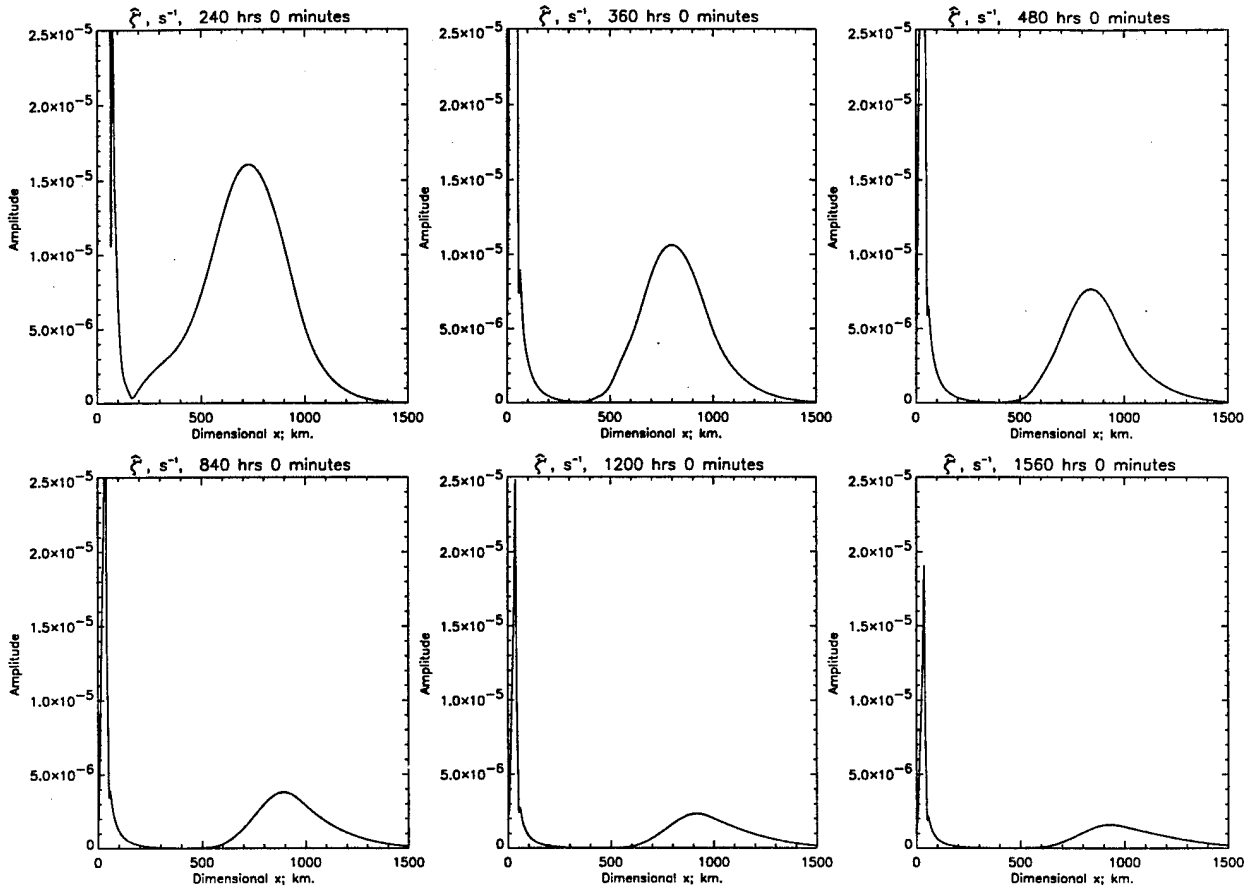 ζ̂, s⁻¹, 240 hrs 0 minutes
2.5×10⁻⁵
2.0×10⁻⁵
1.5×10⁻⁵
1.0×10⁻⁵
5.0×10⁻⁶
0
Amplitude
0 500 1000 1500
Dimensional x; km.
ζ̂, s⁻¹, 360 hrs 0 minutes
2.5×10⁻⁵
2.0×10⁻⁵
1.5×10⁻⁵
1.0×10⁻⁵
5.0×10⁻⁶
0
Amplitude
0 500 1000 1500
Dimensional x; km.
ζ̂, s⁻¹, 480 hrs 0 minutes
2.5×10⁻⁵
2.0×10⁻⁵
1.5×10⁻⁵
1.0×10⁻⁵
5.0×10⁻⁶
0
Amplitude
0 500 1000 1500
Dimensional x; km.
ζ̂, s⁻¹, 840 hrs 0 minutes
2.5×10⁻⁵
2.0×10⁻⁵
1.5×10⁻⁵
1.0×10⁻⁵
5.0×10⁻⁶
0
Amplitude
0 500 1000 1500
Dimensional x; km.
ζ̂, s⁻¹, 1200 hrs 0 minutes
2.5×10⁻⁵
2.0×10⁻⁵
1.5×10⁻⁵
1.0×10⁻⁵
5.0×10⁻⁶
0
Amplitude
0 500 1000 1500
Dimensional x; km.
ζ̂, s⁻¹, 1560 hrs 0 minutes
2.5×10⁻⁵
2.0×10⁻⁵
1.5×10⁻⁵
1.0×10⁻⁵
5.0×10⁻⁶
0
Amplitude
0 500 1000 1500
Dimensional x; km.